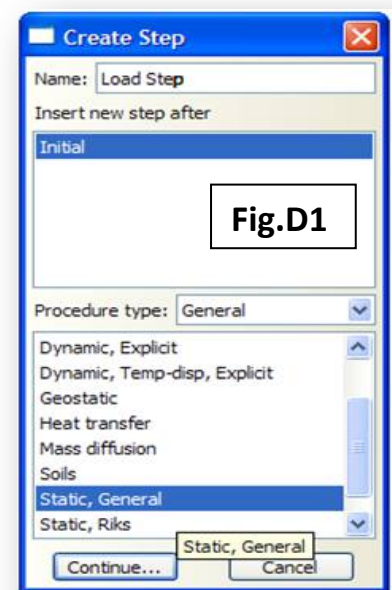 Create Step
Name: Load Step
Insert new step after
Initial
Fig.D1
Procedure type: General
Dynamic, Explicit
Dynamic, Temp-disp, Explicit
Geostatic
Heat transfer
Mass diffusion
Soils
Static, General
Static, Riks
Static, General
Continue... Cancel